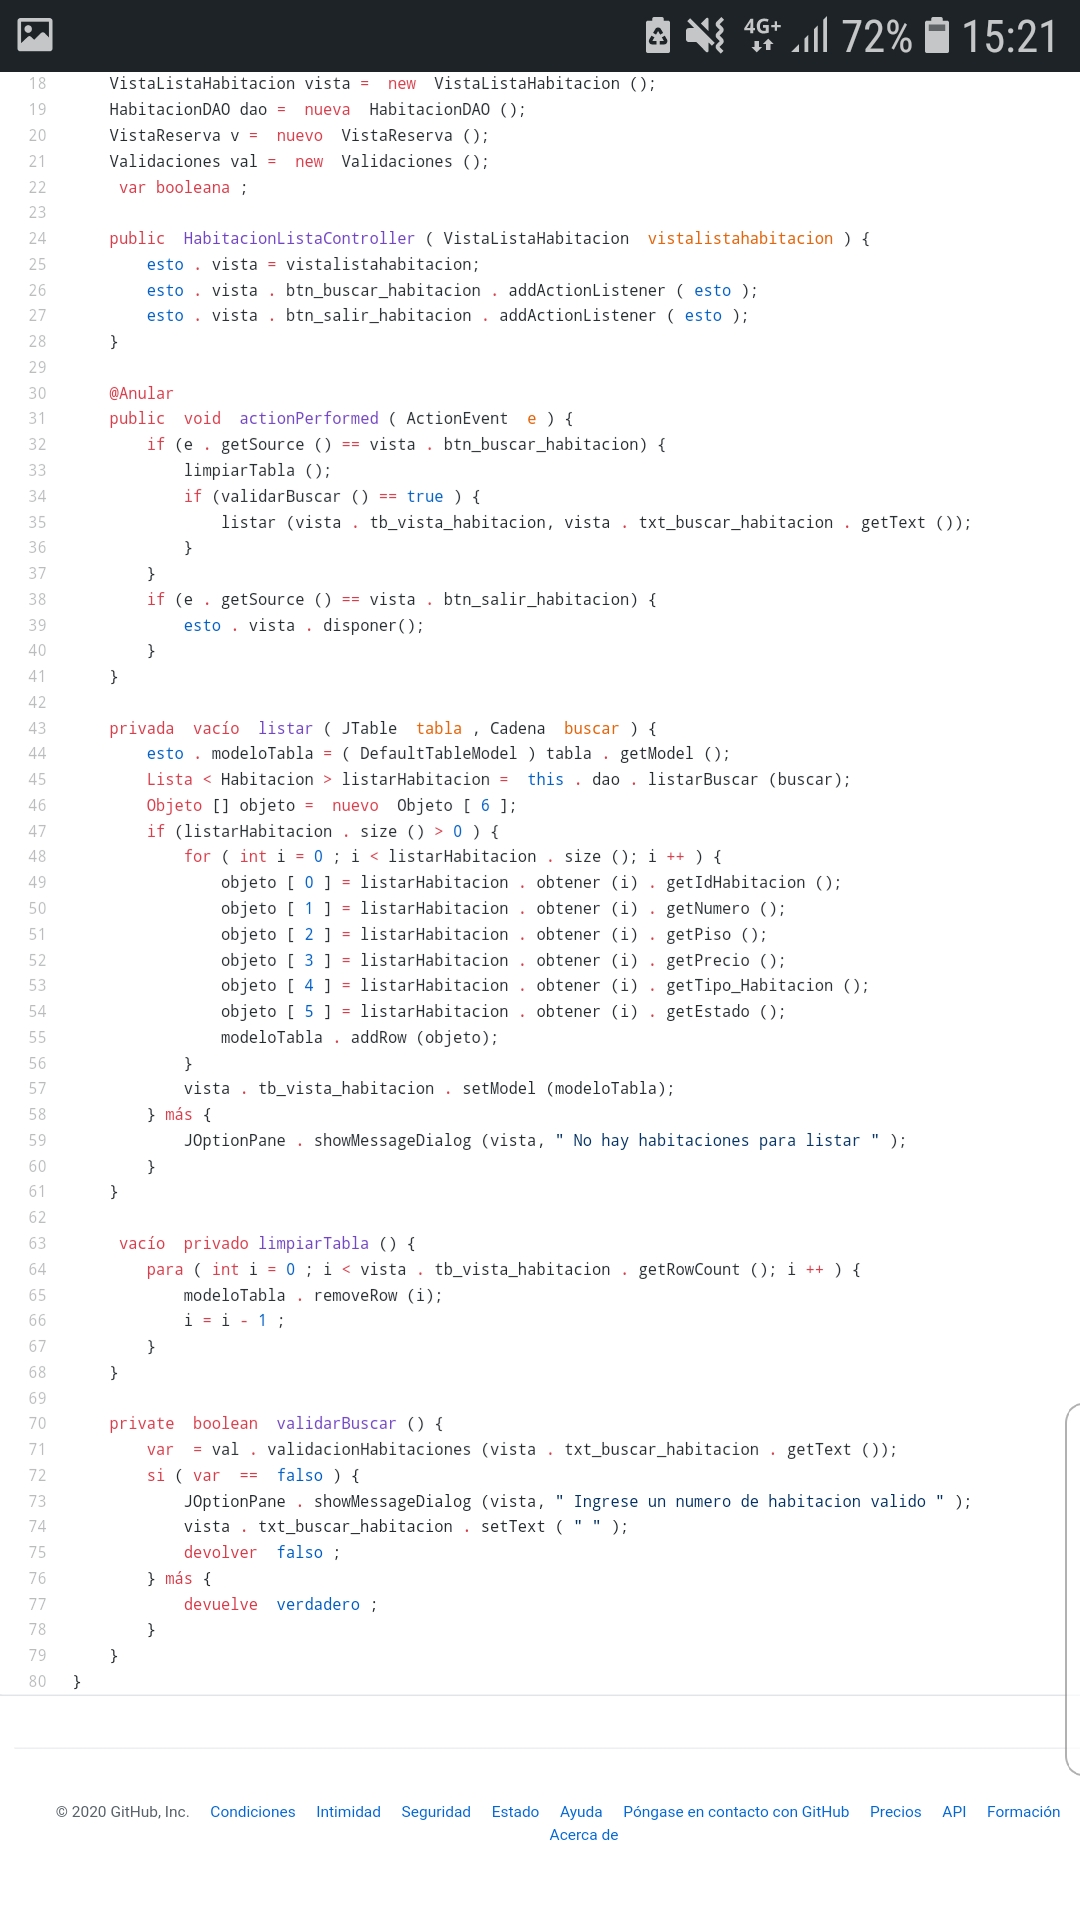 4G+ 72% 15:21
18 VistaListaHabitacion vista = new VistaListaHabitacion ();
19 HabitacionDAO dao = nueva HabitacionDAO ();
20 VistaReserva v = nuevo VistaReserva ();
21 Validaciones val = new Validaciones ();
22 var booleana ;
23
24 public HabitacionListaController ( VistaListaHabitacion vistalistahabitacion ) {
25 esto . vista = vistalistahabitacion;
26 esto . vista . btn_buscar_habitacion . addActionListener ( esto );
27 esto . vista . btn_salir_habitacion . addActionListener ( esto );
28 }
29
30 @Anular
31 public void actionPerformed ( ActionEvent e ) {
32 if (e . getSource () == vista . btn_buscar_habitacion) {
33 limpiarTabla ();
34 if (validarBuscar () == true ) {
35 listar (vista . tb_vista_habitacion, vista . txt_buscar_habitacion . getText ());
36 }
37 }
38 if (e . getSource () == vista . btn_salir_habitacion) {
39 esto . vista . disponer();
40 }
41 }
42
43 privada vacío listar ( JTable tabla , Cadena buscar ) {
44 esto . modeloTabla = ( DefaultTableModel ) tabla . getModel ();
45 Lista < Habitacion > listarHabitacion = this . dao . listarBuscar (buscar);
46 Objeto [] objeto = nuevo Objeto [ 6 ];
47 if (listarHabitacion . size () > 0 ) {
48 for ( int i = 0 ; i < listarHabitacion . size (); i ++ ) {
49 objeto [ 0 ] = listarHabitacion . obtener (i) . getIdHabitacion ();
50 objeto [ 1 ] = listarHabitacion . obtener (i) . getNumero ();
51 objeto [ 2 ] = listarHabitacion . obtener (i) . getPiso ();
52 objeto [ 3 ] = listarHabitacion . obtener (i) . getPrecio ();
53 objeto [ 4 ] = listarHabitacion . obtener (i) . getTipo_Habitacion ();
54 objeto [ 5 ] = listarHabitacion . obtener (i) . getEstado ();
55 modeloTabla . addRow (objeto);
56 }
57 vista . tb_vista_habitacion . setModel (modeloTabla);
58 } más {
59 JOptionPane . showMessageDialog (vista, " No hay habitaciones para listar " );
60 }
61 }
62
63 vacío privado limpiarTabla () {
64 para ( int i = 0 ; i < vista . tb_vista_habitacion . getRowCount (); i ++ ) {
65 modeloTabla . removeRow (i);
66 i = i - 1 ;
67 }
68 }
69
70 private boolean validarBuscar () {
71 var = val . validacionHabitaciones (vista . txt_buscar_habitacion . getText ());
72 si ( var == falso ) {
73 JOptionPane . showMessageDialog (vista, " Ingrese un numero de habitacion valido " );
74 vista . txt_buscar_habitacion . setText ( " " );
75 devolver falso ;
76 } más {
77 devuelve verdadero ;
78 }
79 }
80 }
© 2020 GitHub, Inc. Condiciones Intimidad Seguridad Estado Ayuda Póngase en contacto con GitHub Precios API Formación
Acerca de